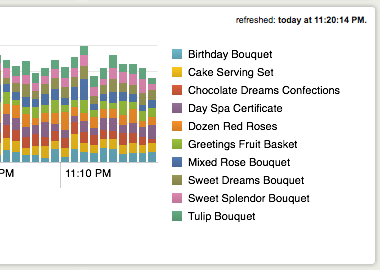 refreshed: today at 11:20:14 PM.
Birthday Bouquet
Cake Serving Set
Chocolate Dreams Confections
Day Spa Certificate
Dozen Red Roses
Greetings Fruit Basket
Mixed Rose Bouquet
Sweet Dreams Bouquet
Sweet Splendor Bouquet
Tulip Bouquet
PM
11:10 PM